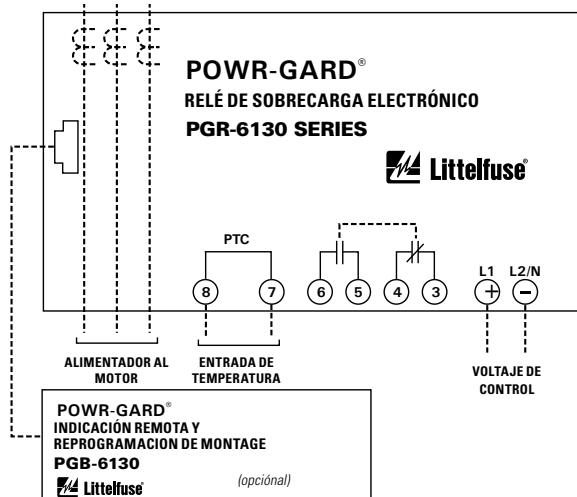 POWR-GARD®
RELÉ DE SOBRECARGA ELECTRÓNICO
PGR-6130 SERIES
Littelfuse®
PTC
L1 L2/N
8 7 6 5 4 3 + −
ALIMENTADOR AL
MOTOR
ENTRADA DE
TEMPERATURA
VOLTAJE DE
CONTROL
POWR-GARD®
INDICACIÓN REMOTA Y
REPROGRAMACION DE MONTAGE
PGB-6130
Littelfuse®
(opciónal)